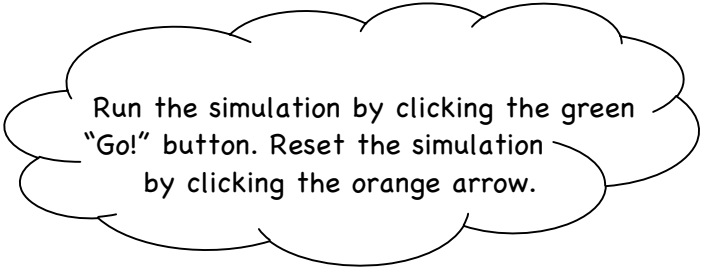 Run the simulation by clicking the green
“Go!” button. Reset the simulation
by clicking the orange arrow.